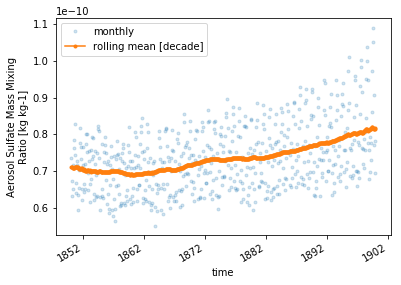 1e−10
monthly
rolling mean [decade]
1.1
1.0
0.9
0.8
0.7
0.6
Aerosol Sulfate Mass Mixing
Ratio [kg kg-1]
1852
1862
1872
1882
1892
1902
time